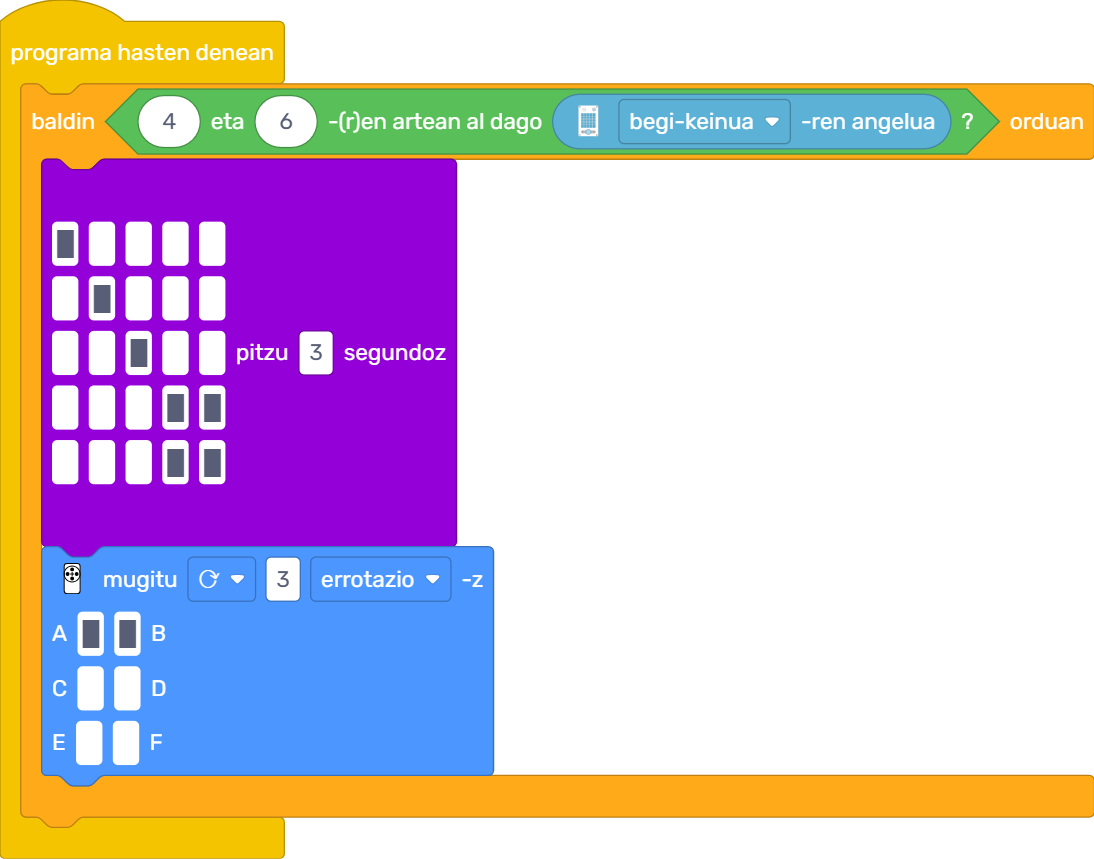 programa hasten denean
baldin 4 eta 6 -(r)en artean al dago begi-keinua -ren angelua ? orduan
pitzu 3 segundoz
mugitu 3 errotazio -z
A B
C D
E F